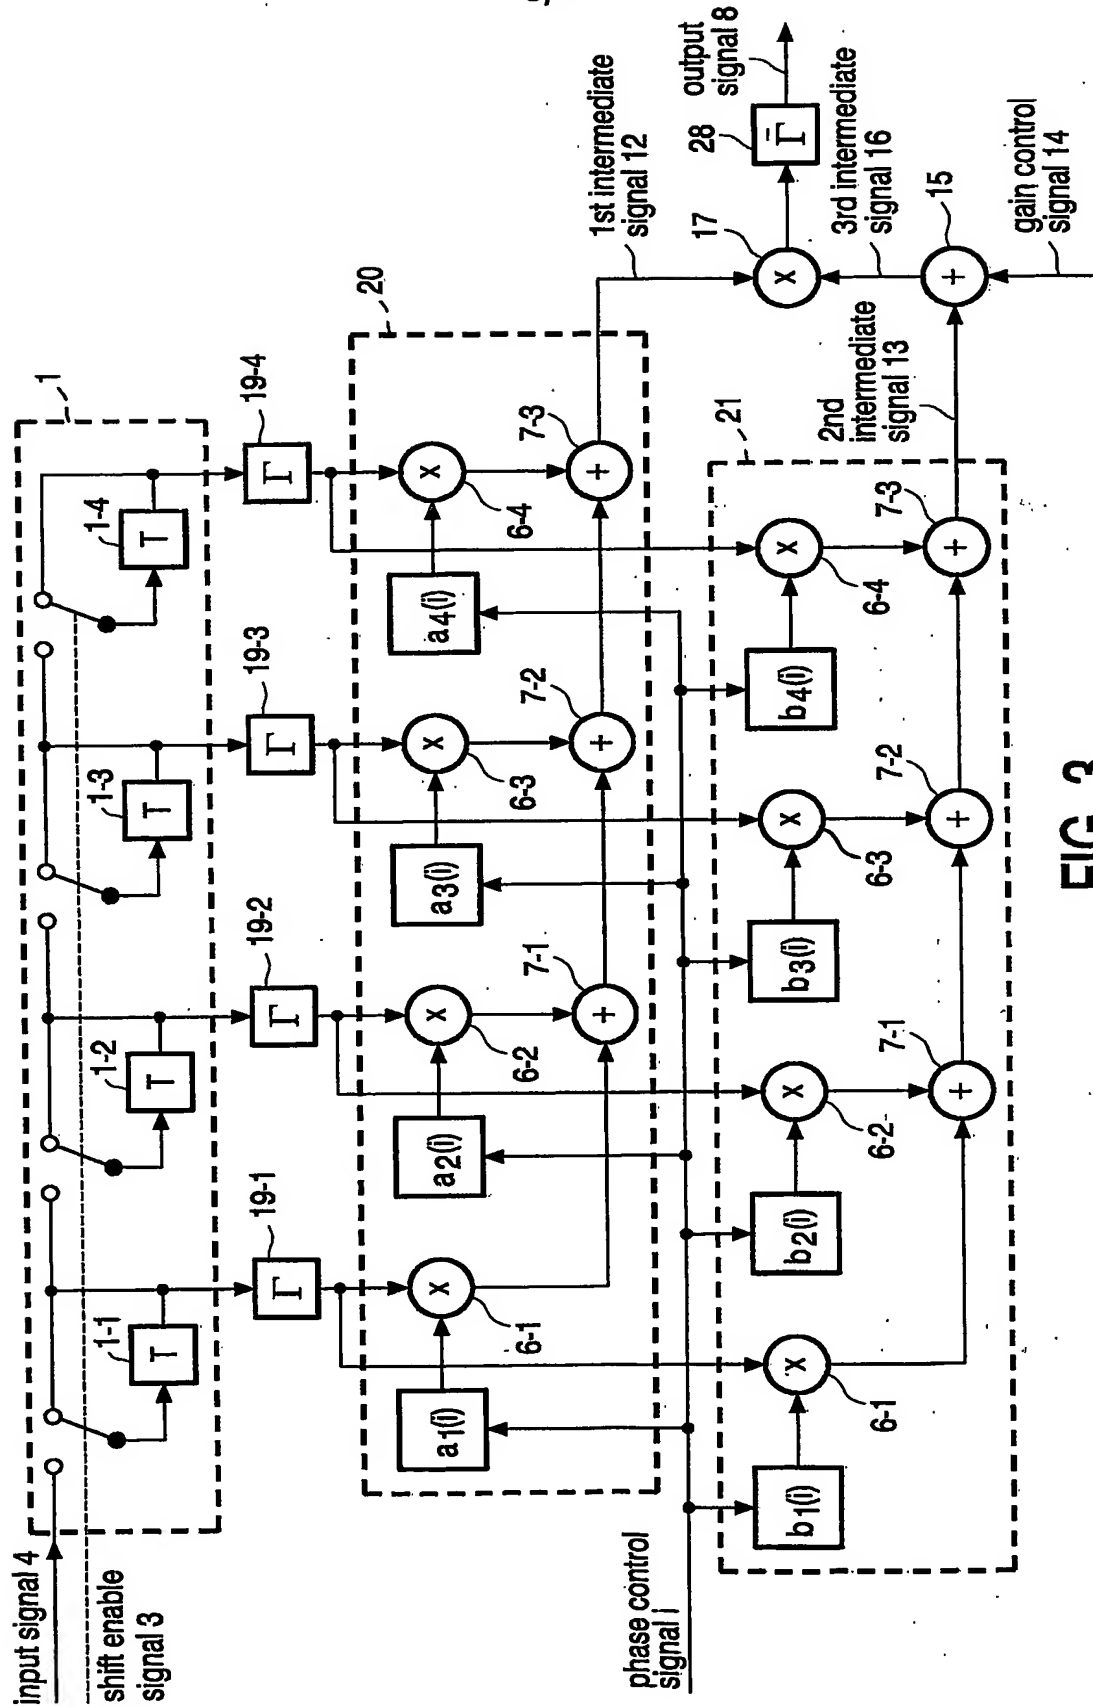 input signal 4
shift enable
signal 3
1
1-1
T
1-2
T
1-3
T
1-4
T
19-1
Γ
19-2
Γ
19-3
Γ
19-4
Γ
20
a1(i)
x
6-1
a2(i)
x
6-2
7-1
+
a3(i)
x
6-3
7-2
+
a4(i)
x
6-4
7-3
+
1st intermediate
signal 12
phase control
signal i
21
b1(i)
x
6-1
b2(i)
x
6-2
7-1
+
b3(i)
x
6-3
7-2
+
b4(i)
x
6-4
7-3
+
2nd
intermediate
signal 13
17
x
28
Γ̄
output
signal 8
3rd intermediate
signal 16
15
+
gain control
signal 14
FIG. 3